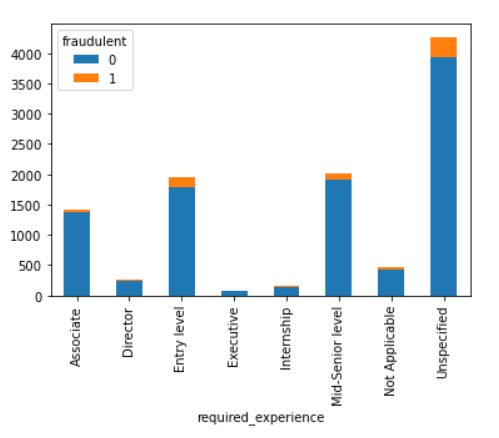 fraudulent
0
1
4000
3500
3000
2500
2000
1500
1000
500
0
Associate
Director
Entry level
Executive
Internship
Mid-Senior level
Not Applicable
Unspecified
required_experience